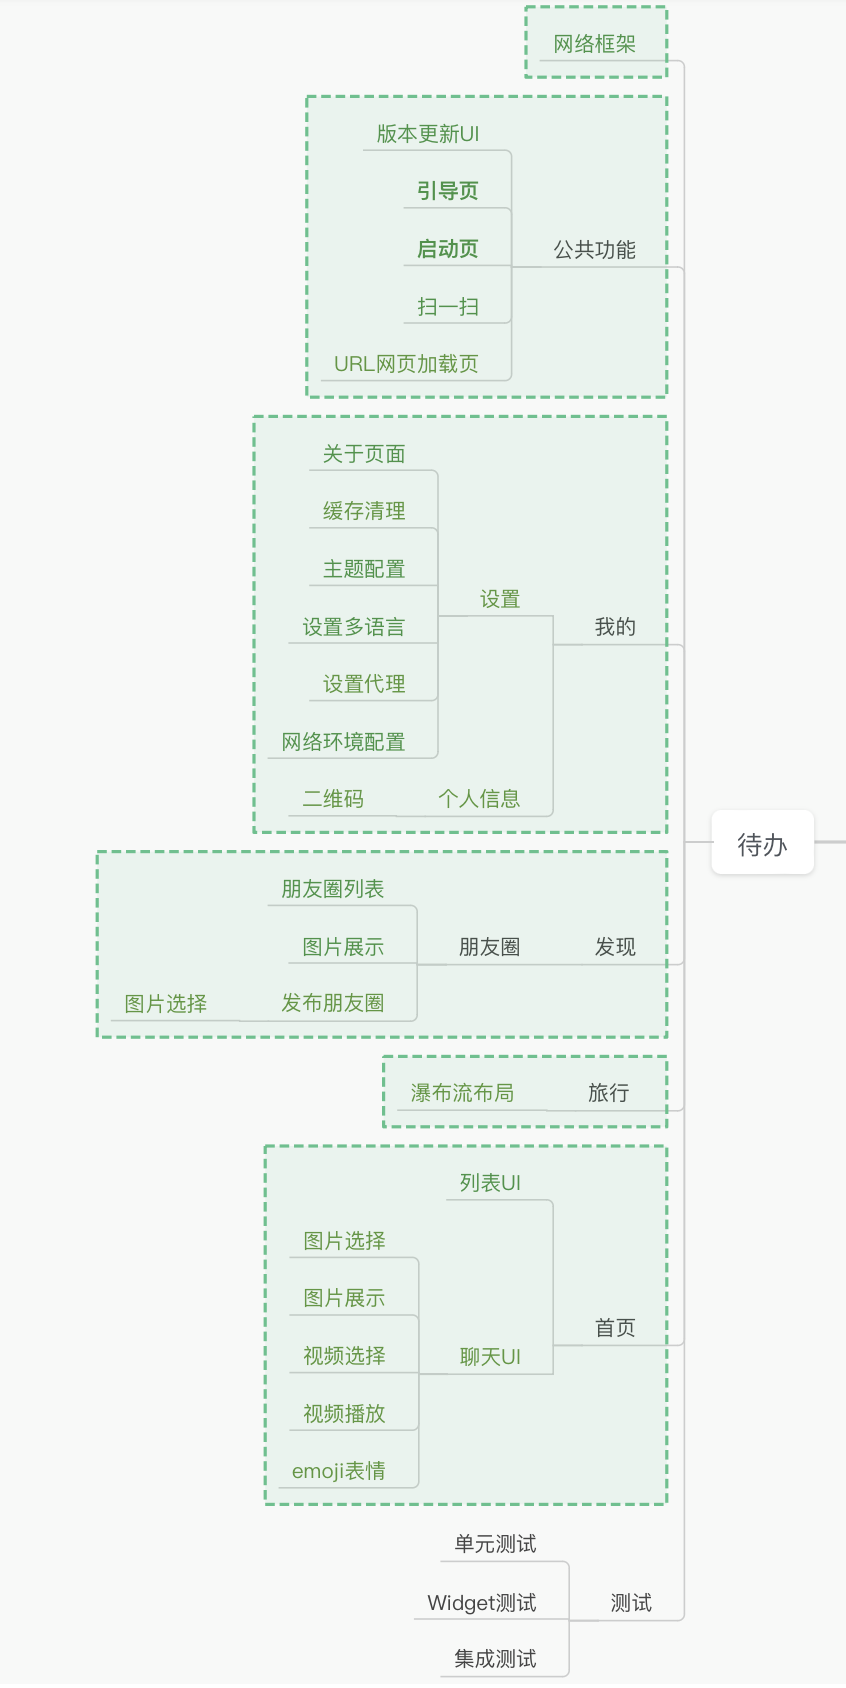 网络框架
版本更新UI
引导页
启动页
公共功能
扫一扫
URL网页加载页
关于页面
缓存清理
主题配置
设置
设置多语言
我的
设置代理
网络环境配置
二维码
个人信息
待办
朋友圈列表
图片展示
朋友圈
发现
图片选择
发布朋友圈
瀑布流布局
旅行
列表UI
图片选择
图片展示
首页
视频选择
聊天UI
视频播放
emoji表情
单元测试
Widget测试
测试
集成测试